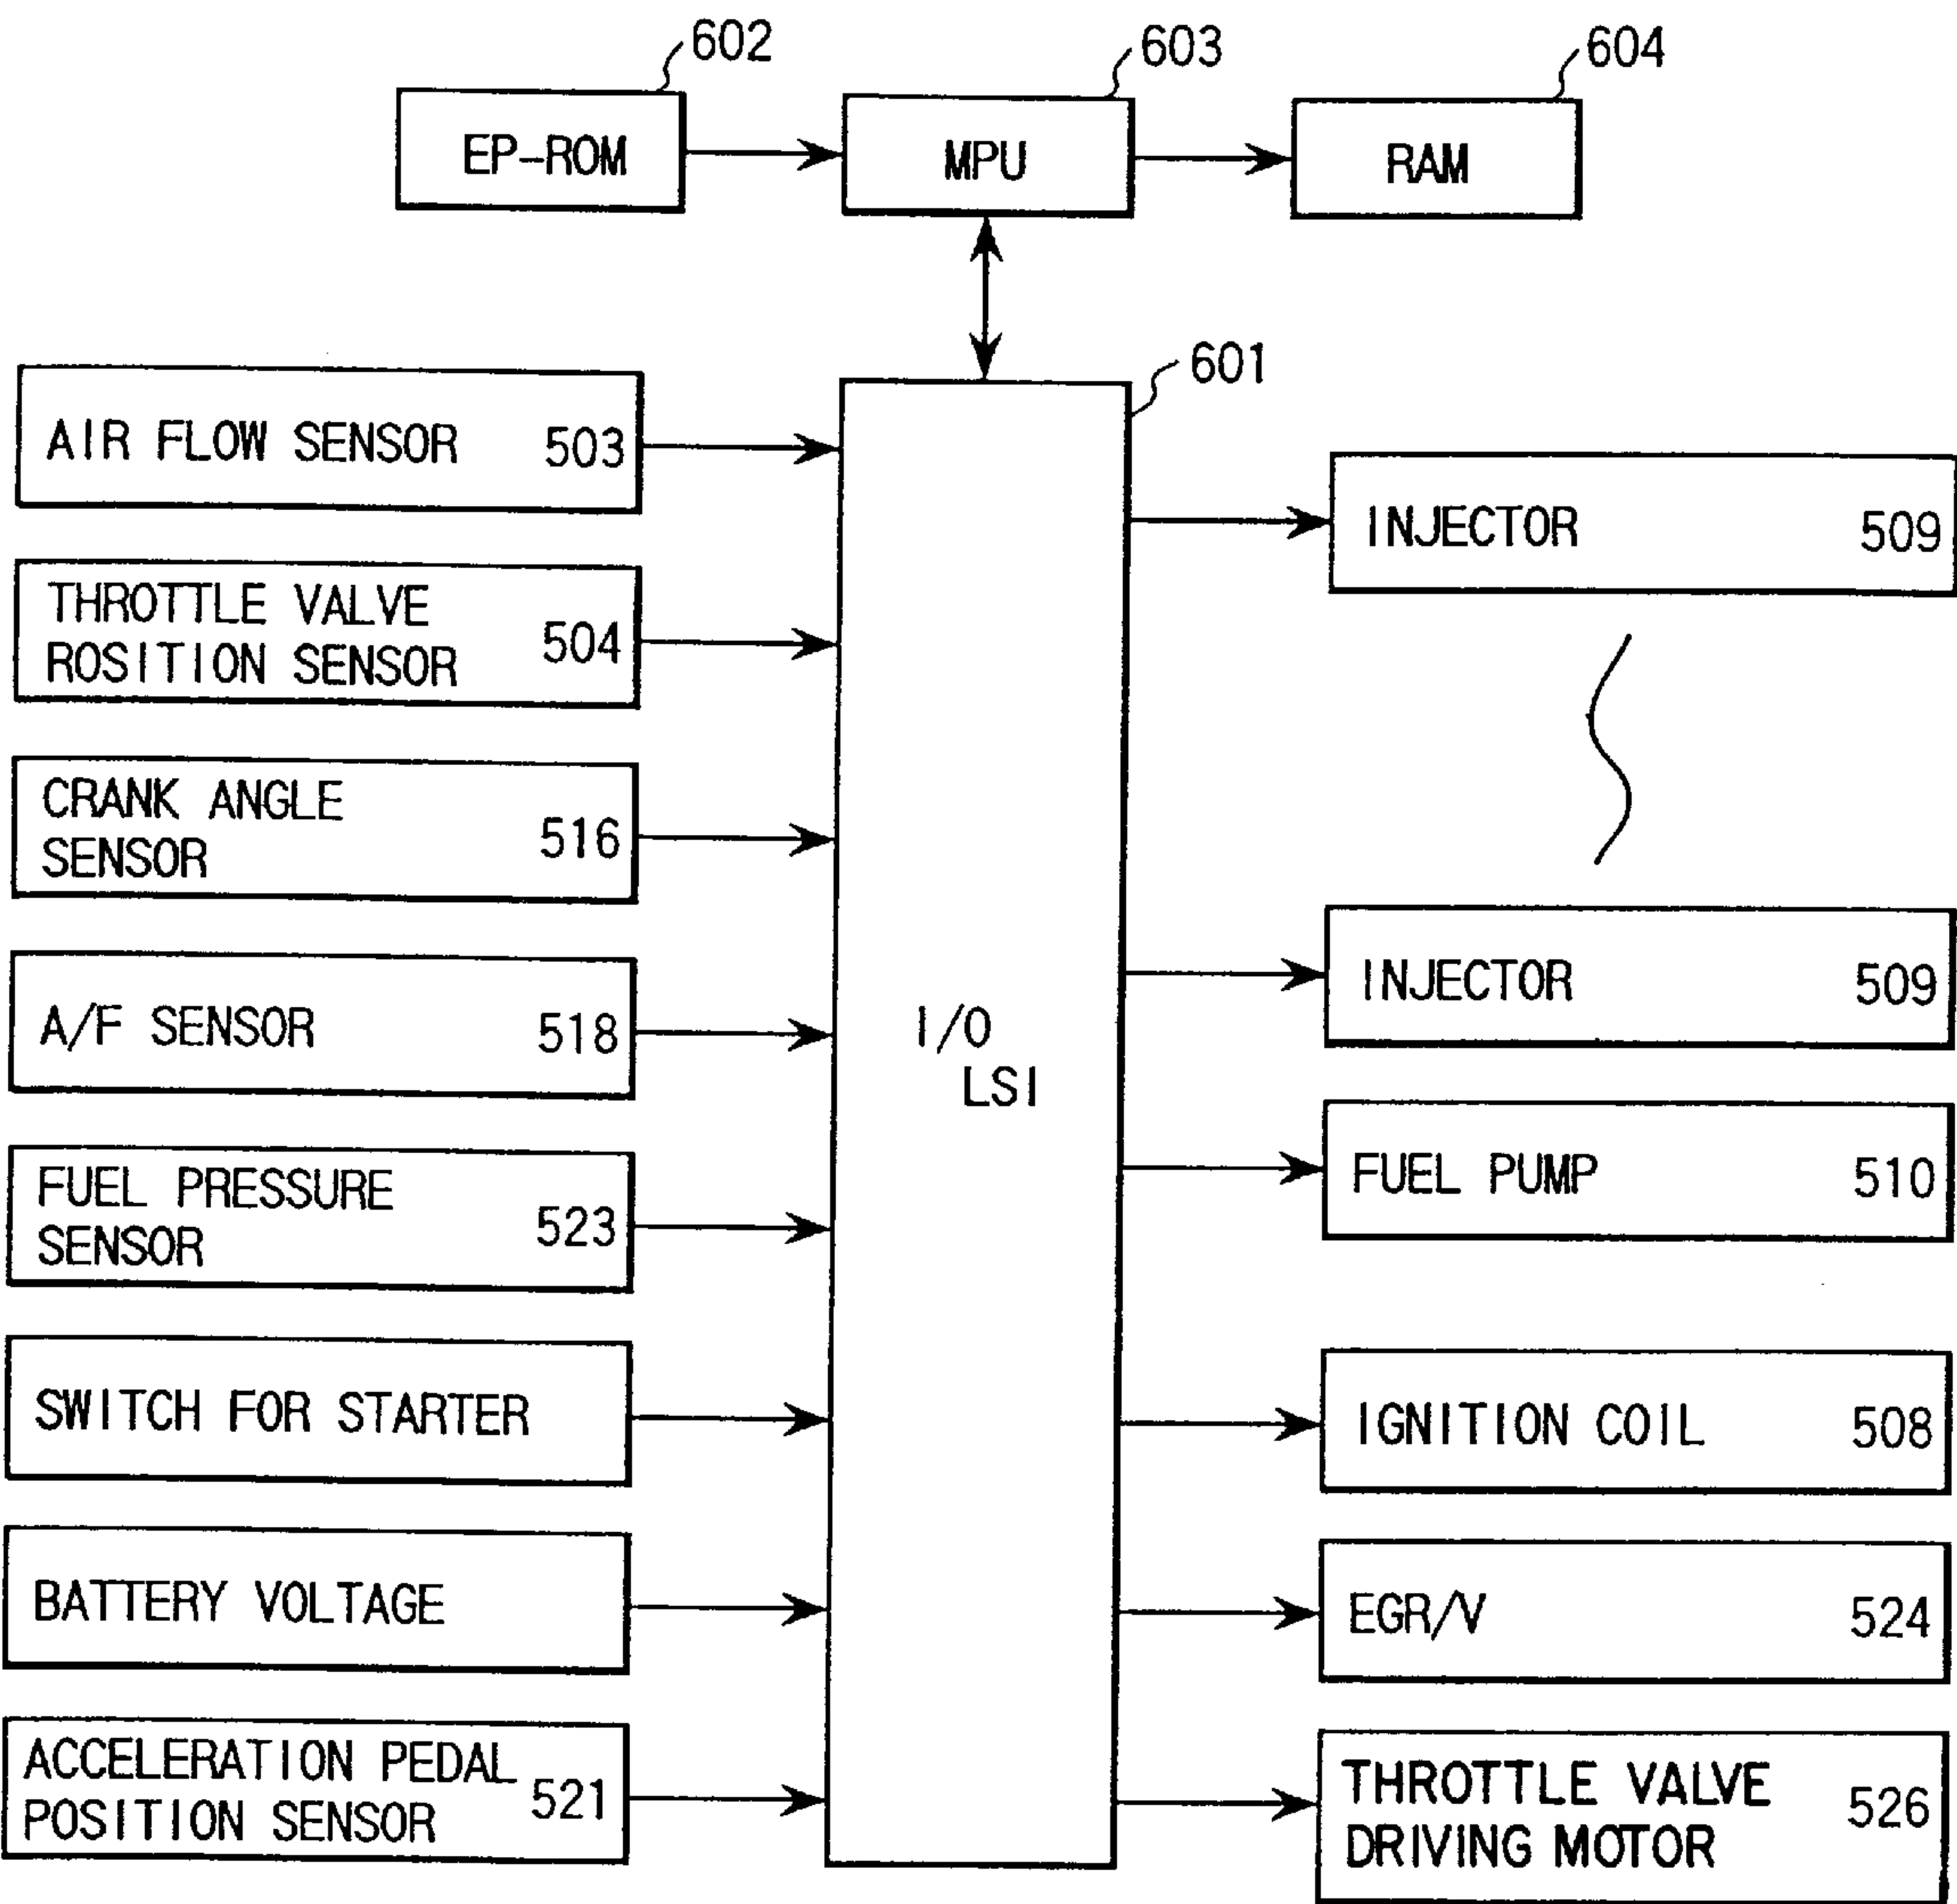 602
603
604
EP-ROM
MPU
RAM
601
AIR FLOW SENSOR 503
THROTTLE VALVE
ROSITION SENSOR 504
CRANK ANGLE
SENSOR 516
A/F SENSOR 518
FUEL PRESSURE
SENSOR 523
SWITCH FOR STARTER
BATTERY VOLTAGE
ACCELERATION PEDAL
POSITION SENSOR 521
I/O
LSI
INJECTOR 509
INJECTOR 509
FUEL PUMP 510
IGNITION COIL 508
EGR/V 524
THROTTLE VALVE
DRIVING MOTOR 526